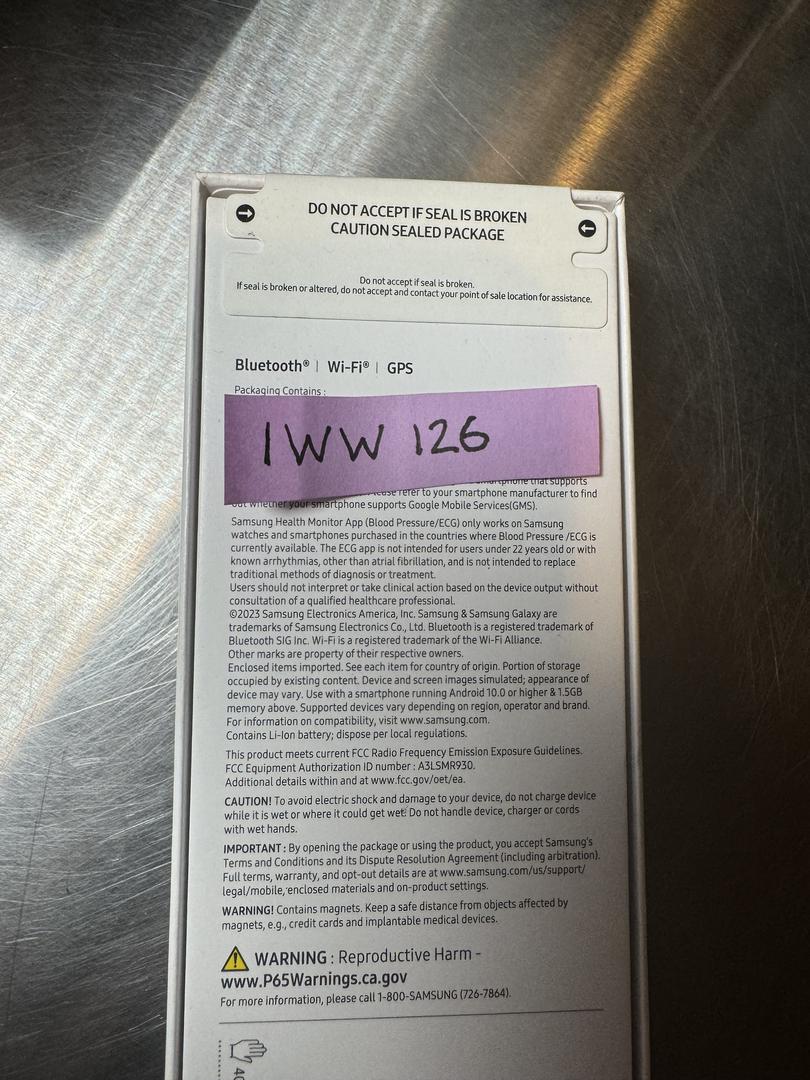 DO NOT ACCEPT IF SEAL IS BROKEN
CAUTION SEALED PACKAGE
Do not accept if seal is broken.
If seal is broken or altered, do not accept and contact your point of sale location for assistance.
Bluetooth® | Wi-Fi® | GPS
Packaging Contains :
1WW 126
smartphone that supports
refer to your smartphone manufacturer to find
out whether your smartphone supports Google Mobile Services(GMS).
Samsung Health Monitor App (Blood Pressure/ECG) only works on Samsung
watches and smartphones purchased in the countries where Blood Pressure /ECG is
currently available. The ECG app is not intended for users under 22 years old or with
known arrhythmias, other than atrial fibrillation, and is not intended to replace
traditional methods of diagnosis or treatment.
Users should not interpret or take clinical action based on the device output without
consultation of a qualified healthcare professional.
©2023 Samsung Electronics America, Inc. Samsung & Samsung Galaxy are
trademarks of Samsung Electronics Co., Ltd. Bluetooth is a registered trademark of
Bluetooth SIG Inc. Wi-Fi is a registered trademark of the Wi-Fi Alliance.
Other marks are property of their respective owners.
Enclosed items imported. See each item for country of origin. Portion of storage
occupied by existing content. Device and screen images simulated; appearance of
device may vary. Use with a smartphone running Android 10.0 or higher & 1.5GB
memory above. Supported devices vary depending on region, operator and brand.
For information on compatibility, visit www.samsung.com.
Contains Li-Ion battery; dispose per local regulations.
This product meets current FCC Radio Frequency Emission Exposure Guidelines.
FCC Equipment Authorization ID number : A3LSMR930.
Additional details within and at www.fcc.gov/oet/ea.
CAUTION! To avoid electric shock and damage to your device, do not charge device
while it is wet or where it could get wet. Do not handle device, charger or cords
with wet hands.
IMPORTANT : By opening the package or using the product, you accept Samsung's
Terms and Conditions and its Dispute Resolution Agreement (including arbitration).
Full terms, warranty, and opt-out details are at www.samsung.com/us/support/
legal/mobile, enclosed materials and on-product settings.
WARNING! Contains magnets. Keep a safe distance from objects affected by
magnets, e.g., credit cards and implantable medical devices.
WARNING : Reproductive Harm -
www.P65Warnings.ca.gov
For more information, please call 1-800-SAMSUNG (726-7864).